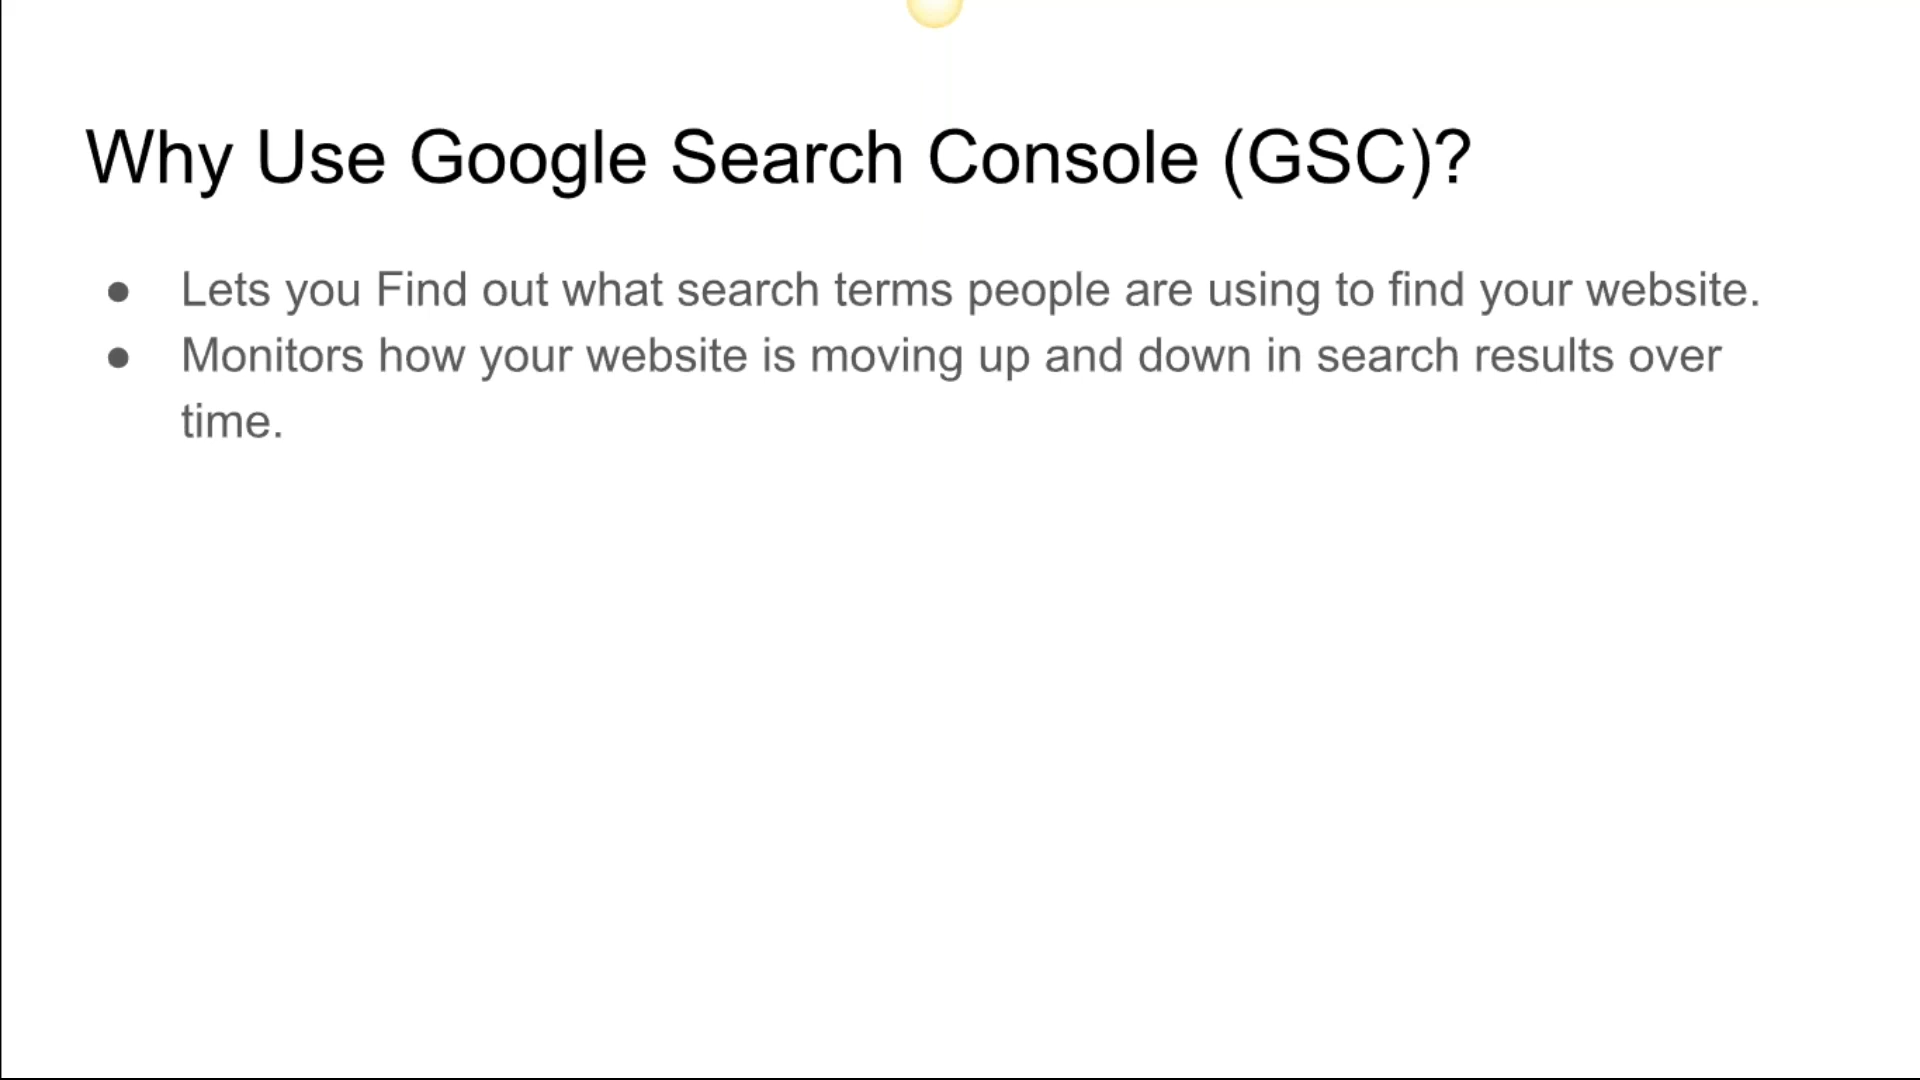 Why Use Google Search Console (GSC)?
● Lets you Find out what search terms people are using to find your website.
● Monitors how your website is moving up and down in search results over
time.